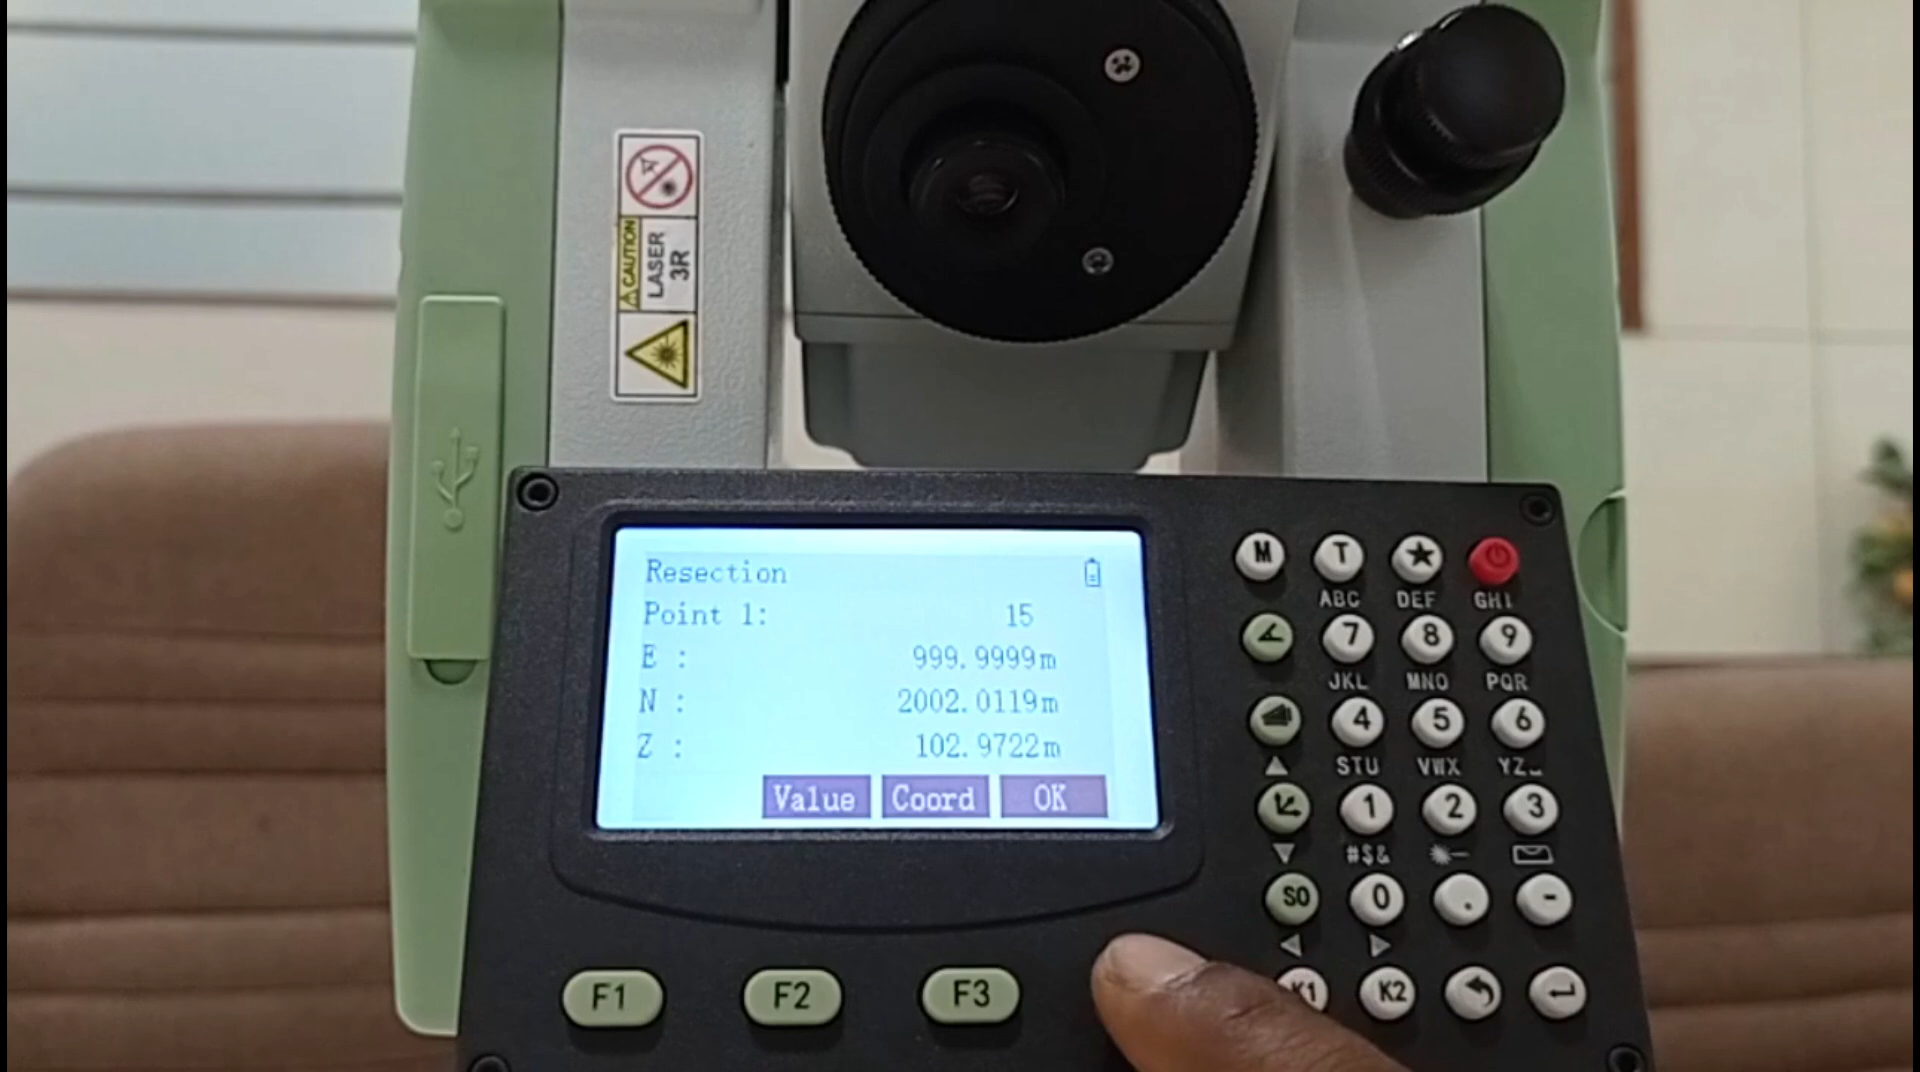 CAUTION
LASER
3R
Resection
Point 1: 15
E : 999.9999m
N : 2002.0119m
Z : 102.9722m
Value Coord OK
M T ★
ABC DEF GHI
7 8 9
JKL MNO PQR
4 5 6
STU VWX YZ_
1 2 3
#$&
SO 0 . -
F1 F2 F3 K1 K2